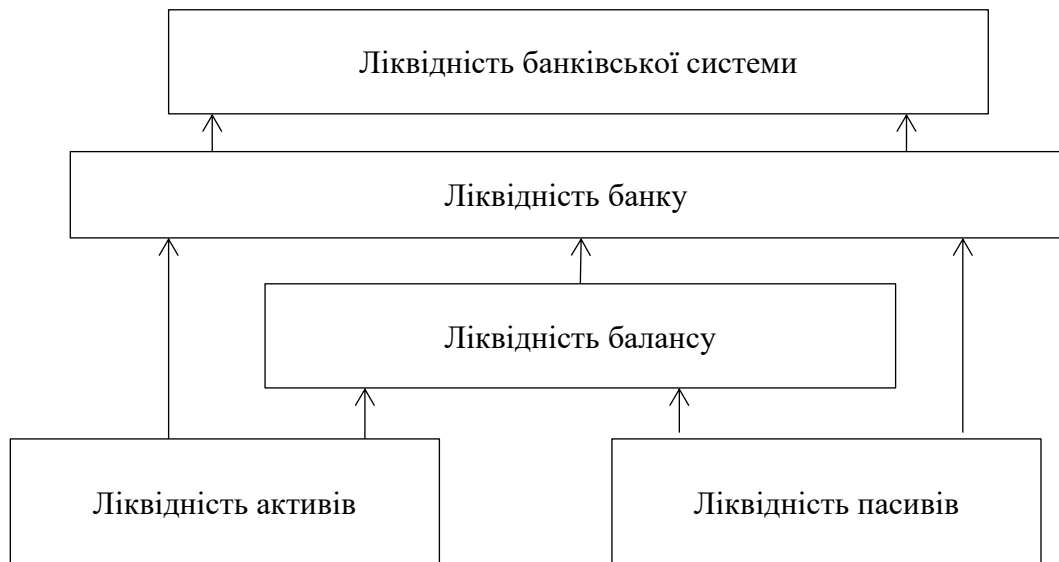 Ліквідність банківської системи
Ліквідність банку
Ліквідність балансу
Ліквідність активів
Ліквідність пасивів